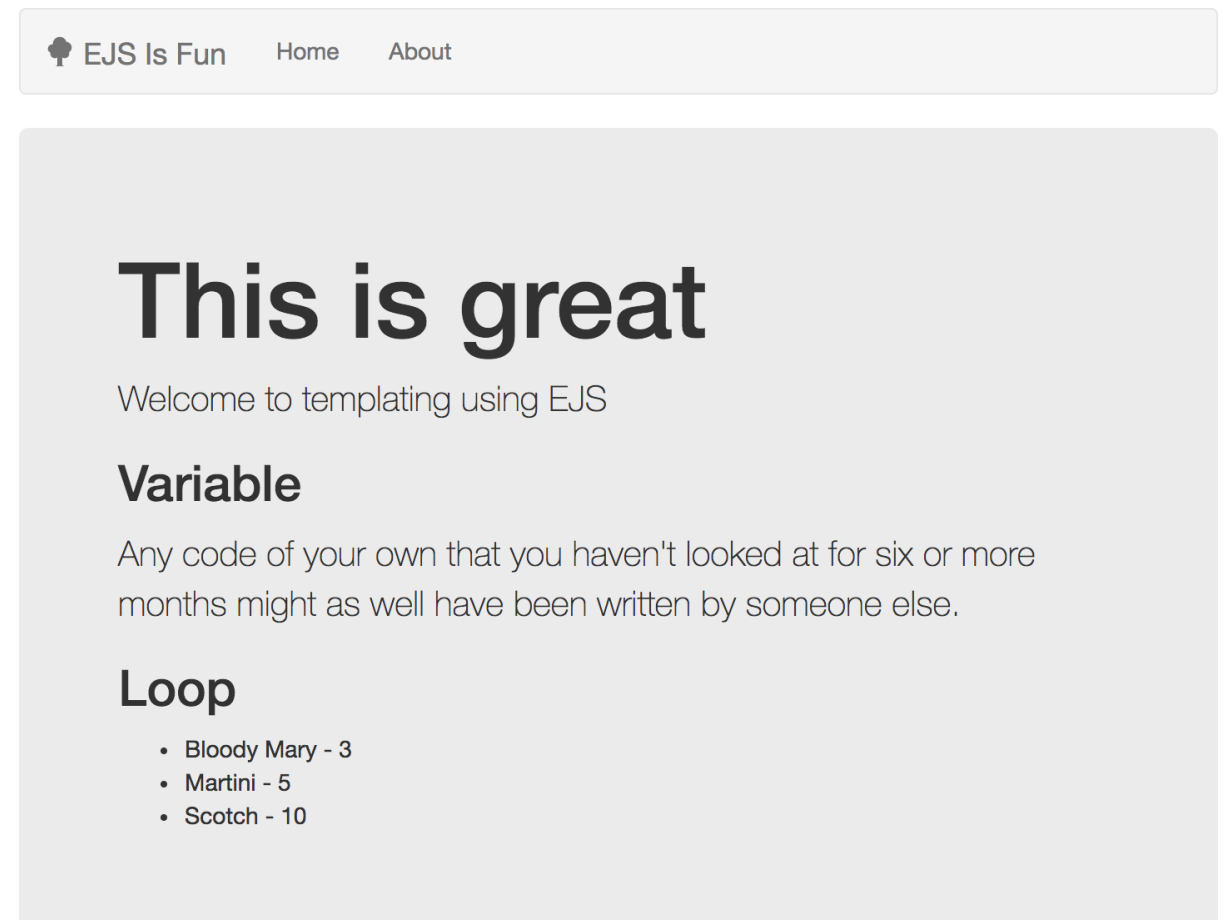 EJS Is Fun Home About
This is great
Welcome to templating using EJS
Variable
Any code of your own that you haven't looked at for six or more
months might as well have been written by someone else.
Loop
• Bloody Mary - 3
• Martini - 5
• Scotch - 10